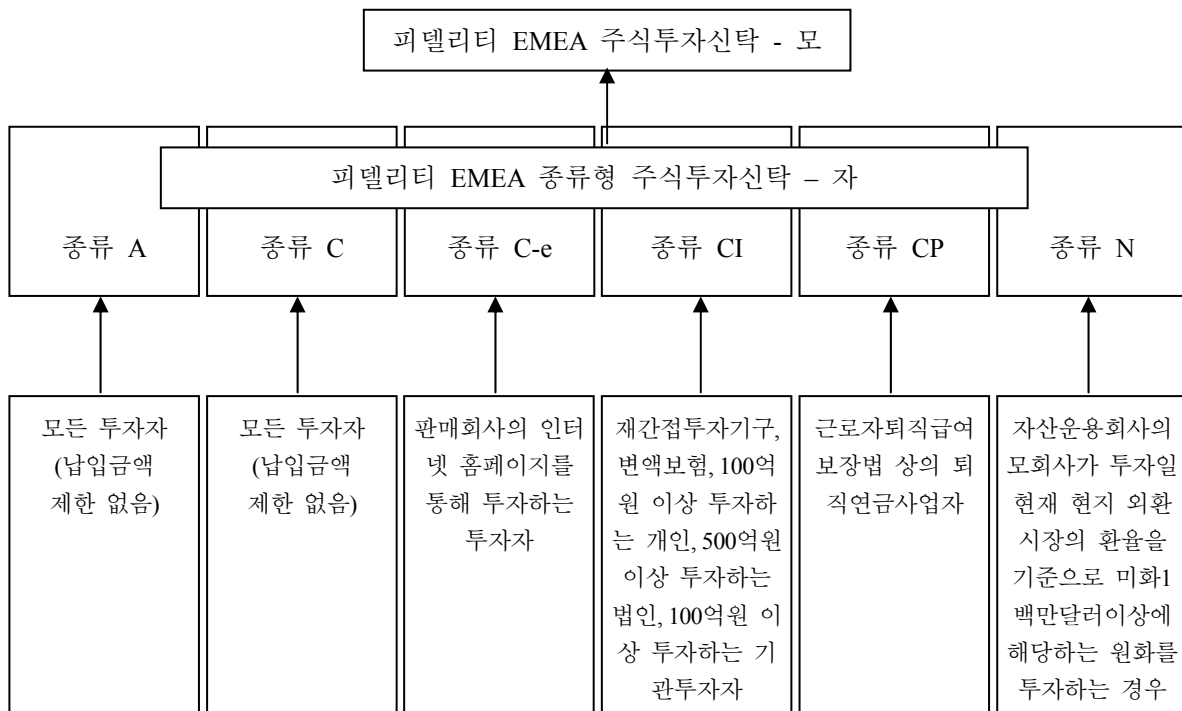 피델리티 EMEA 주식투자신탁 - 모
피델리티 EMEA 종류형 주식투자신탁 – 자
종류 A
종류 C
종류 C-e
종류 CI
종류 CP
종류 N
모든 투자자
(납입금액
제한 없음)
모든 투자자
(납입금액
제한 없음)
판매회사의 인터
넷 홈페이지를
통해 투자하는
투자자
재간접투자기구,
변액보험, 100억
원 이상 투자하
는 개인, 500억원
이상 투자하는
법인, 100억원 이
상 투자하는 기
관투자자
근로자퇴직급여
보장법 상의 퇴
직연금사업자
자산운용회사의
모회사가 투자일
현재 현지 외환
시장의 환율을
기준으로 미화1
백만달러이상에
해당하는 원화를
투자하는 경우